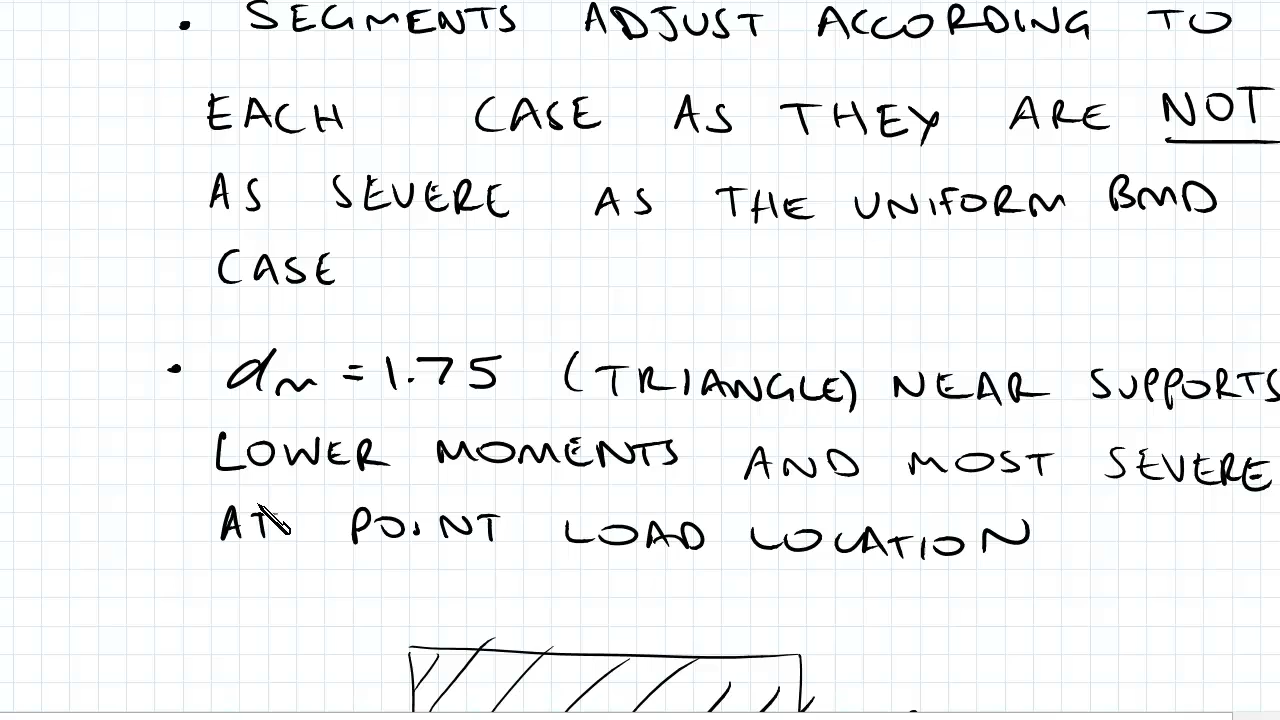 • SEGMENTS ADJUST ACCORDING TO
EACH CASE AS THEY ARE NOT
AS SEVERE AS THE UNIFORM BMD
CASE
• αm = 1.75 (TRIANGLE) NEAR SUPPORTS
LOWER MOMENTS AND MOST SEVERE
AT POINT LOAD LOCATION